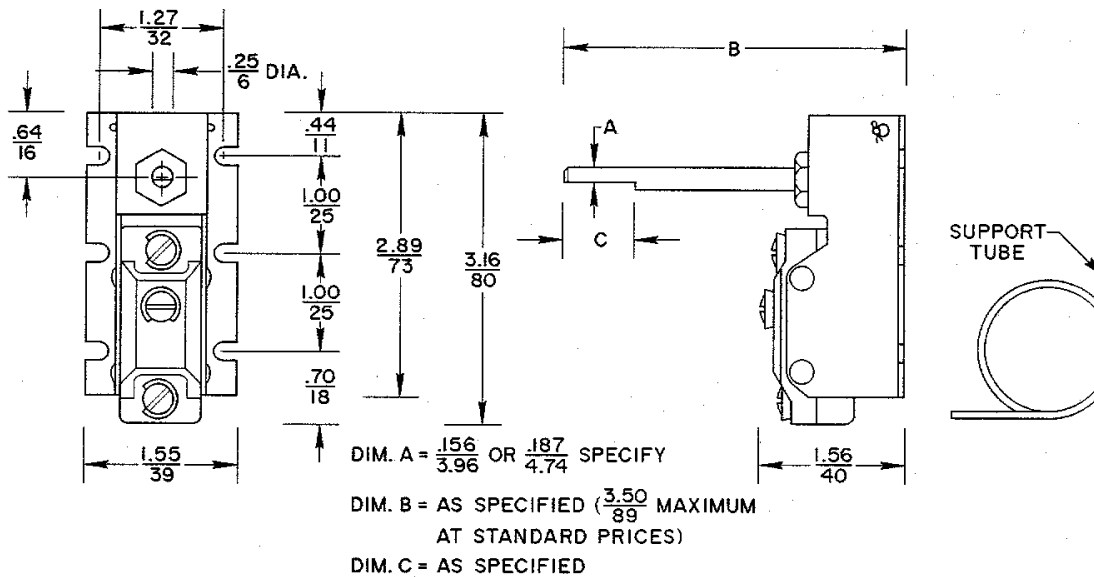 1.27
32
.25
6 DIA.
.64
16
.44
11
1.00
25
2.89
73
3.16
80
1.00
25
.70
18
1.55
39
B
A
C
SUPPORT
TUBE
1.56
40
DIM. A = .156
3.96 OR .187
4.74 SPECIFY
DIM. B = AS SPECIFIED (3.50
89 MAXIMUM
AT STANDARD PRICES)
DIM. C = AS SPECIFIED